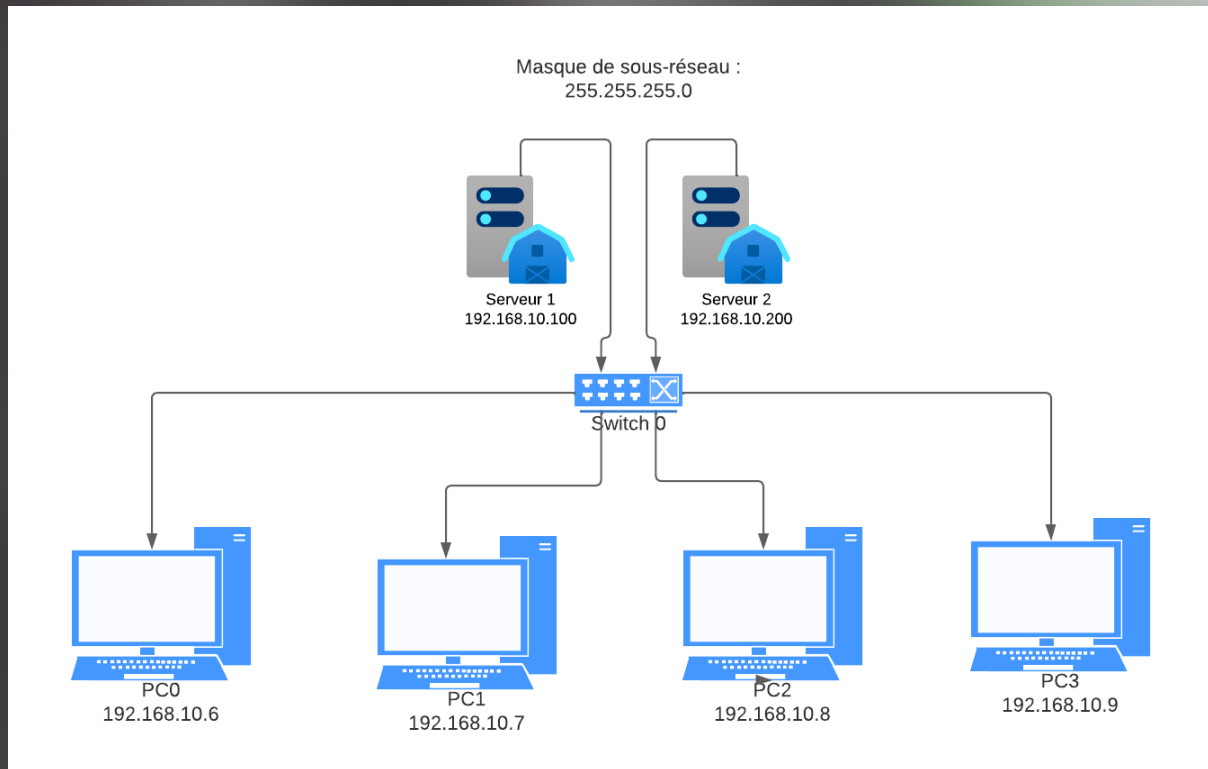 Masque de sous-réseau :
255.255.255.0
Serveur 1
192.168.10.100
Serveur 2
192.168.10.200
Switch 0
PC0
192.168.10.6
PC1
192.168.10.7
PC2
192.168.10.8
PC3
192.168.10.9